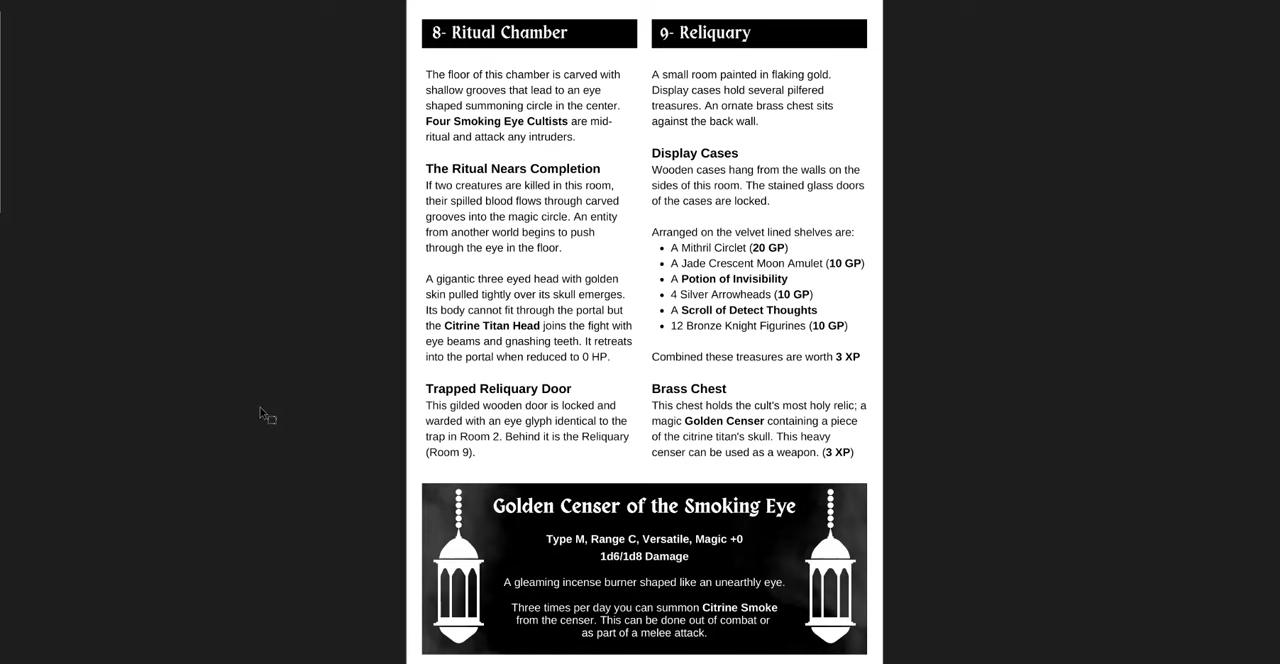 8- Ritual Chamber
The floor of this chamber is carved with
shallow grooves that lead to an eye
shaped summoning circle in the center.
Four Smoking Eye Cultists are mid-
ritual and attack any intruders.
The Ritual Nears Completion
If two creatures are killed in this room,
their spilled blood flows through carved
grooves into the magic circle. An entity
from another world begins to push
through the eye in the floor.
A gigantic three eyed head with golden
skin pulled tightly over its skull emerges.
Its body cannot fit through the portal but
the Citrine Titan Head joins the fight with
eye beams and gnashing teeth. It retreats
into the portal when reduced to 0 HP.
Trapped Reliquary Door
This gilded wooden door is locked and
warded with an eye glyph identical to the
trap in Room 2. Behind it is the Reliquary
(Room 9).
9- Reliquary
A small room painted in flaking gold.
Display cases hold several pilfered
treasures. An ornate brass chest sits
against the back wall.
Display Cases
Wooden cases hang from the walls on the
sides of this room. The stained glass doors
of the cases are locked.
Arranged on the velvet lined shelves are:
• A Mithril Circlet (20 GP)
• A Jade Crescent Moon Amulet (10 GP)
• A Potion of Invisibility
• 4 Silver Arrowheads (10 GP)
• A Scroll of Detect Thoughts
• 12 Bronze Knight Figurines (10 GP)
Combined these treasures are worth 3 XP
Brass Chest
This chest holds the cult's most holy relic; a
magic Golden Censer containing a piece
of the citrine titan's skull. This heavy
censer can be used as a weapon. (3 XP)
Golden Censer of the Smoking Eye
Type M, Range C, Versatile, Magic +0
1d6/1d8 Damage
A gleaming incense burner shaped like an unearthly eye.
Three times per day you can summon Citrine Smoke
from the censer. This can be done out of combat or
as part of a melee attack.